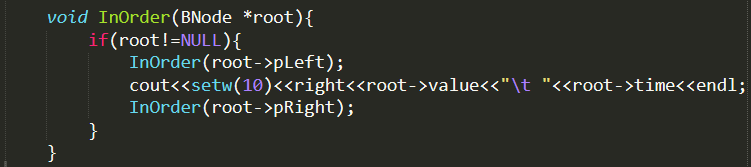 void InOrder(BNode *root){
    if(root!=NULL){
        InOrder(root->pLeft);
        cout<<setw(10)<<right<<root->value<<"\t "<<root->time<<endl;
        InOrder(root->pRight);
    }
}